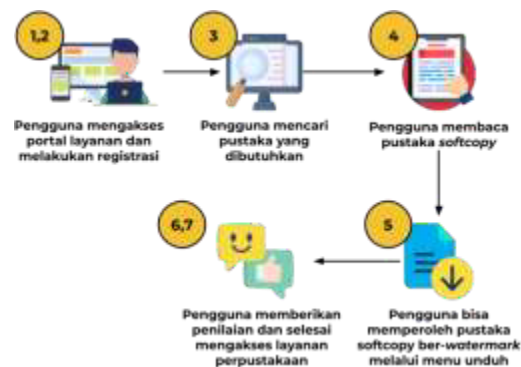 1,2
Pengguna mengakses
portal layanan dan
melakukan registrasi
3
Pengguna mencari
pustaka yang
dibutuhkan
4
Pengguna membaca
pustaka softcopy
5
Pengguna bisa
memperoleh pustaka
softcopy ber-watermark
melalui menu unduh
6,7
Pengguna memberikan
penilaian dan selesai
mengakses layanan
perpustakaan